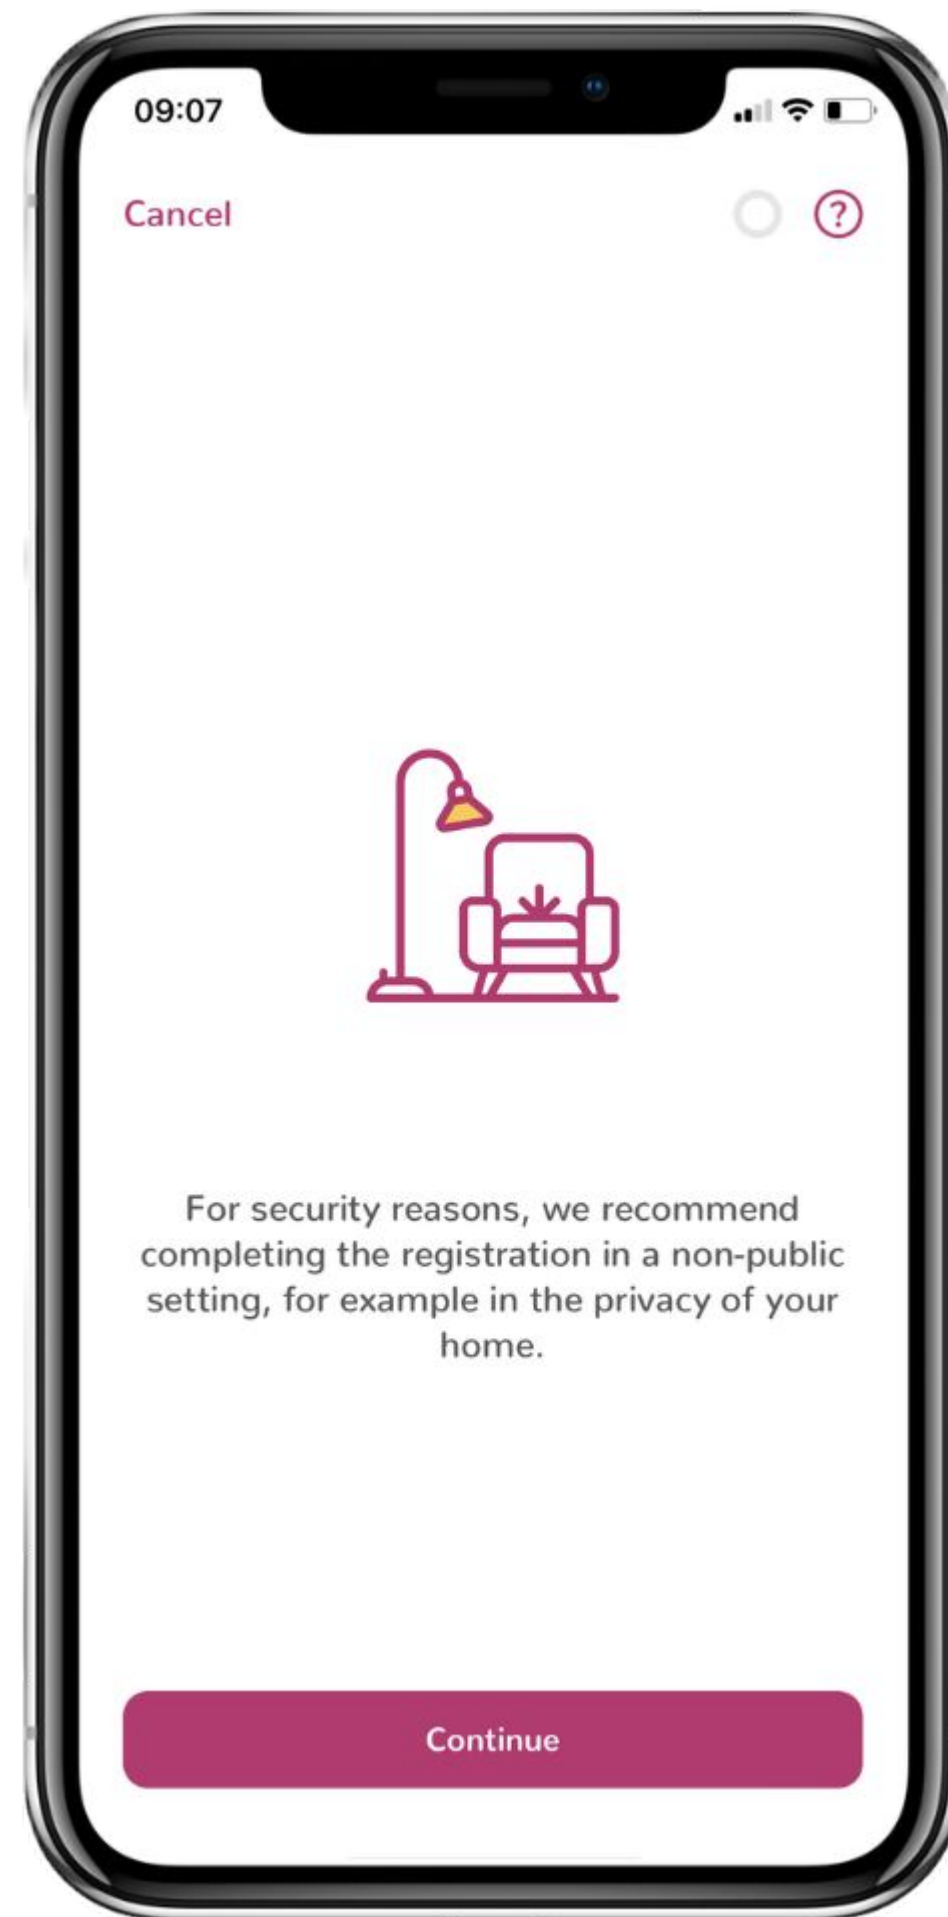 09:07
Cancel
?
For security reasons, we recommend
completing the registration in a non-public
setting, for example in the privacy of your
home.
Continue